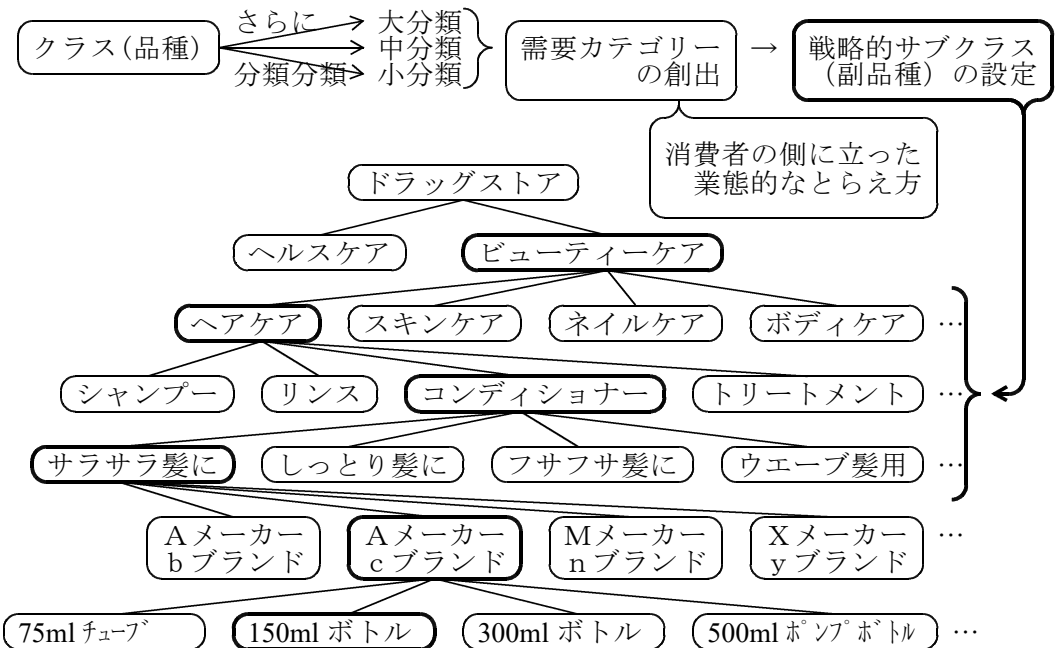 クラス(品種)
さらに
分類分類
大分類
中分類
小分類
需要カテゴリー
の創出
→
戦略的サブクラス
(副品種)の設定
消費者の側に立った
業態的なとらえ方
ドラッグストア
ヘルスケア
ビューティーケア
ヘアケア
スキンケア
ネイルケア
ボディケア
…
シャンプー
リンス
コンディショナー
トリートメント
…
サラサラ髪に
しっとり髪に
フサフサ髪に
ウエーブ髪用
…
Aメーカー
bブランド
Aメーカー
cブランド
Mメーカー
nブランド
Xメーカー
yブランド
…
75ml チューブ
150ml ボトル
300ml ボトル
500ml ポンプボトル
…